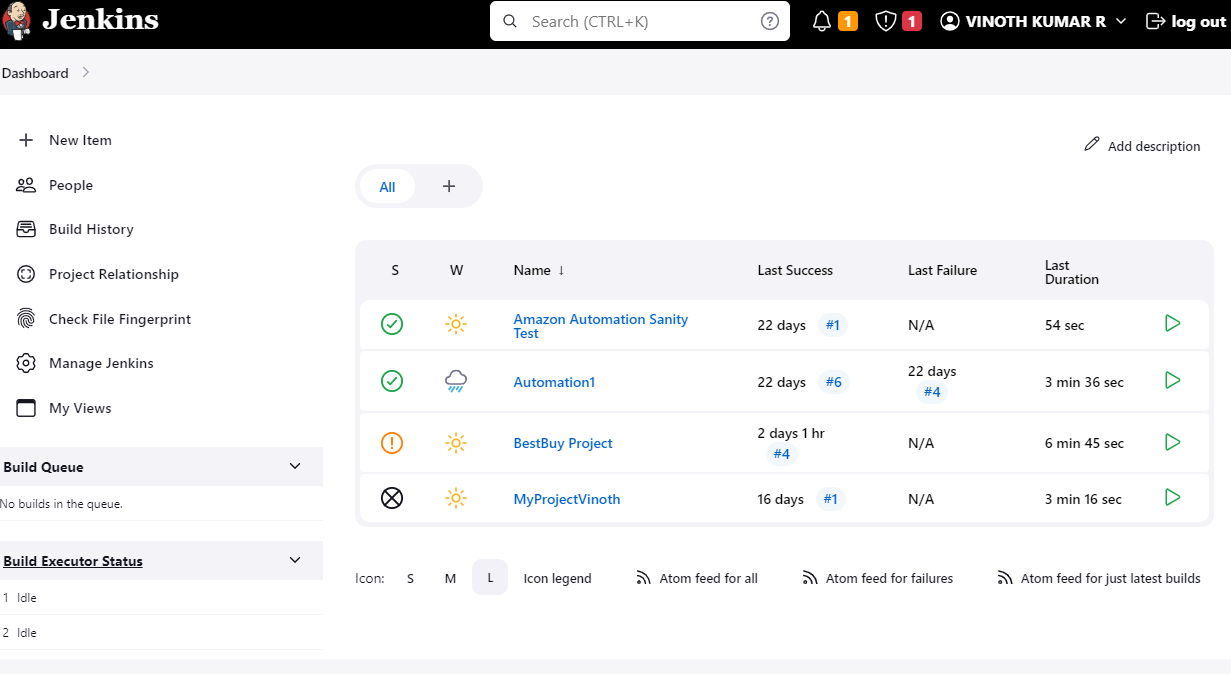 Jenkins
Search (CTRL+K)
1
1
VINOTH KUMAR R
log out
Dashboard
New Item
People
Build History
Project Relationship
Check File Fingerprint
Manage Jenkins
My Views
Build Queue
No builds in the queue.
Build Executor Status
1 Idle
2 Idle
Add description
All +
S W Name ↓ Last Success Last Failure Last
Duration
Amazon Automation Sanity
Test
22 days #1 N/A 54 sec
Automation1 22 days #6 22 days
#4
3 min 36 sec
BestBuy Project 2 days 1 hr
#4
N/A 6 min 45 sec
MyProjectVinoth 16 days #1 N/A 3 min 16 sec
Icon: S M L Icon legend Atom feed for all Atom feed for failures Atom feed for just latest builds